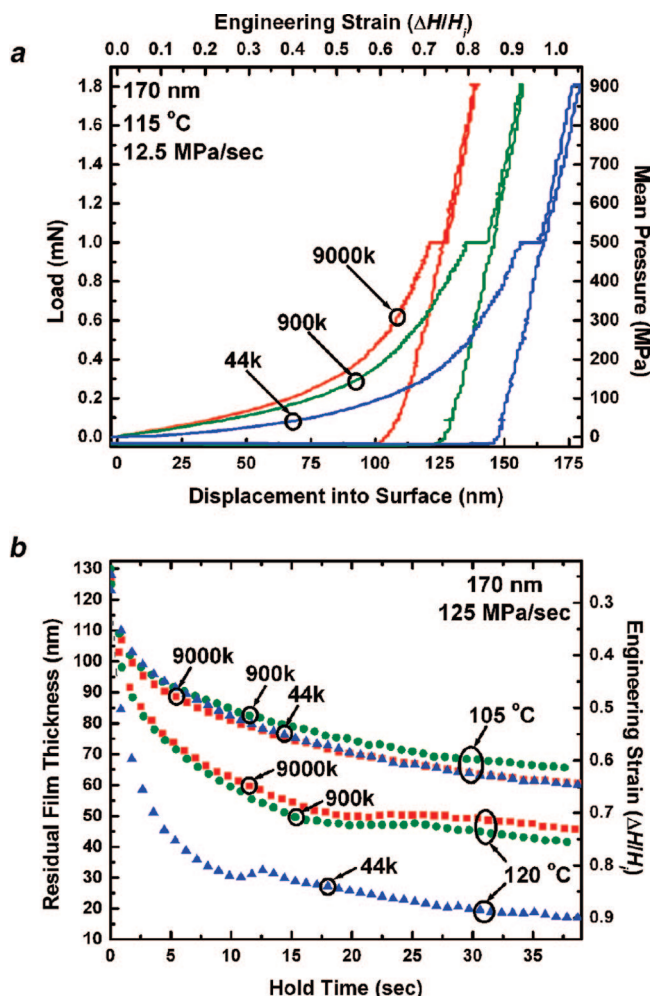 Engineering Strain (ΔH/Hi)
a
0.0 0.1 0.2 0.3 0.4 0.5 0.6 0.7 0.8 0.9 1.0
170 nm
115 °C
12.5 MPa/sec
1.8
1.6
1.4
1.2
1.0
0.8
0.6
0.4
0.2
0.0
Load (mN)
9000k
900k
44k
900
800
700
600
500
400
300
200
100
0
Mean Pressure (MPa)
0 25 50 75 100 125 150 175
Displacement into Surface (nm)
b
130
120
110
100
90
80
70
60
50
40
30
20
10
Residual Film Thickness (nm)
170 nm
125 MPa/sec
9000k
900k
44k
105 °C
9000k
900k
44k
120 °C
0.3
0.4
0.5
0.6
0.7
0.8
0.9
Engineering Strain (ΔH/Hi)
0 5 10 15 20 25 30 35
Hold Time (sec)